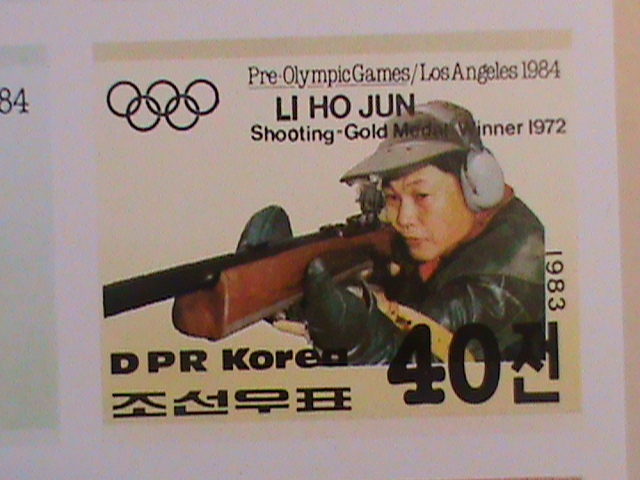 84
Pre-Olympic Games/Los Angeles 1984
LI HO JUN
Shooting-Gold Medal Winner 1972
1983
DPR Korea
40전
조선우표